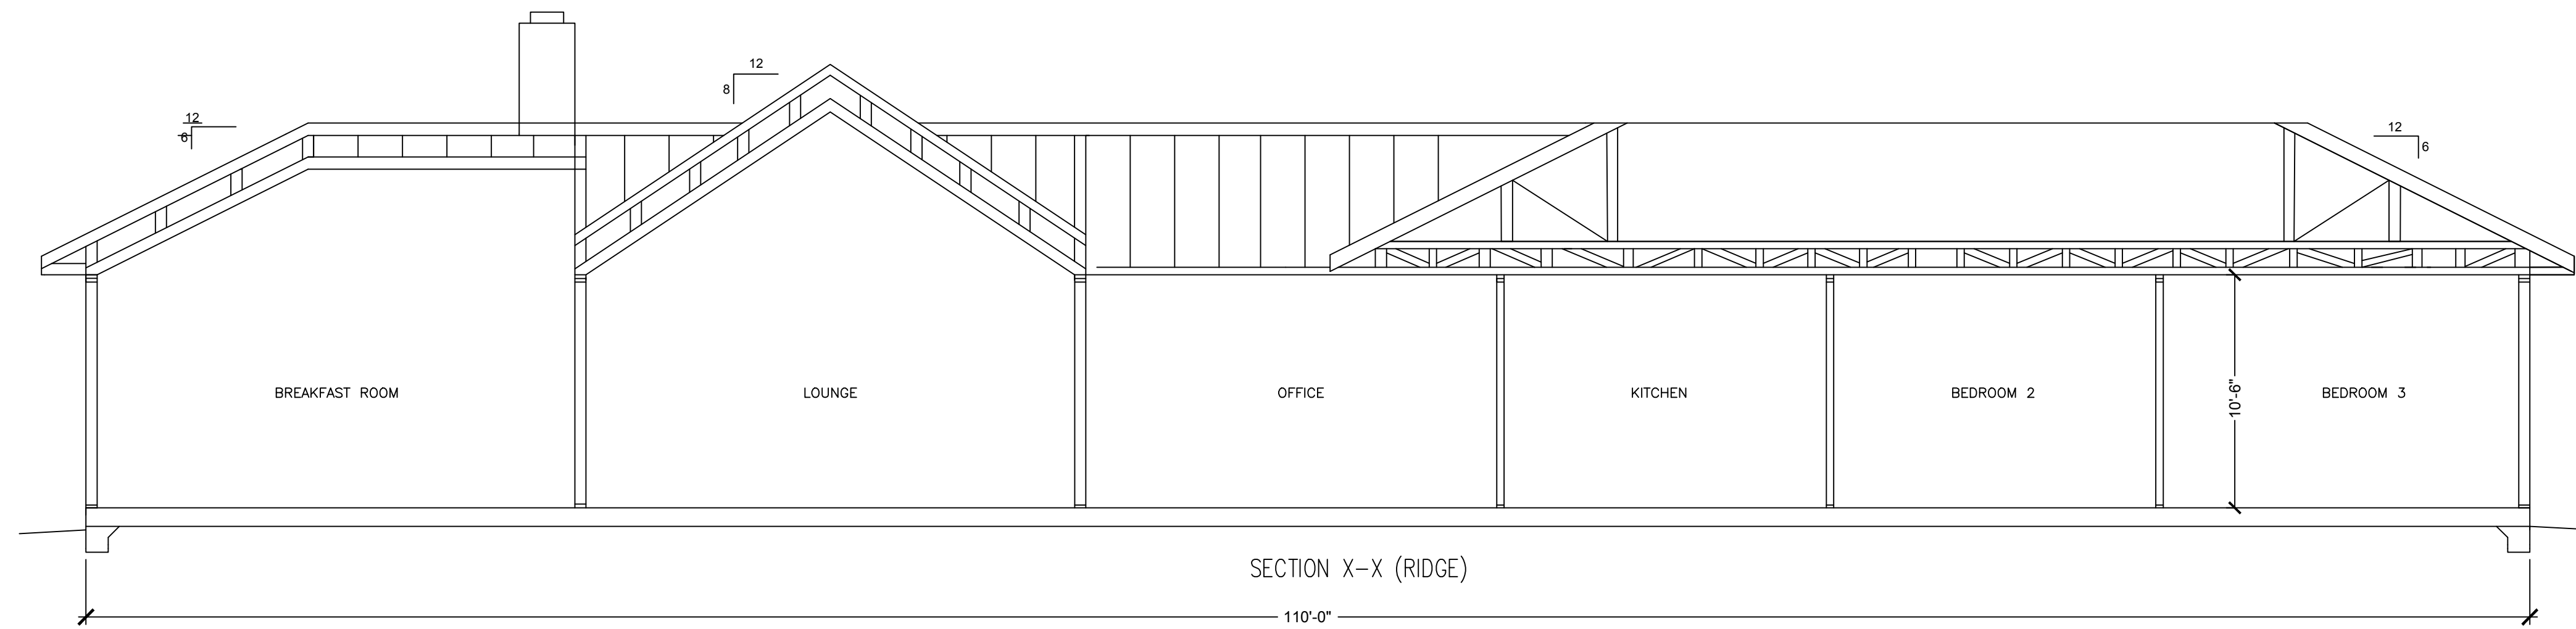 12
8
12
6
12
6
BREAKFAST ROOM
LOUNGE
OFFICE
KITCHEN
BEDROOM 2
10'-6"
BEDROOM 3
SECTION X-X (RIDGE)
110'-0"